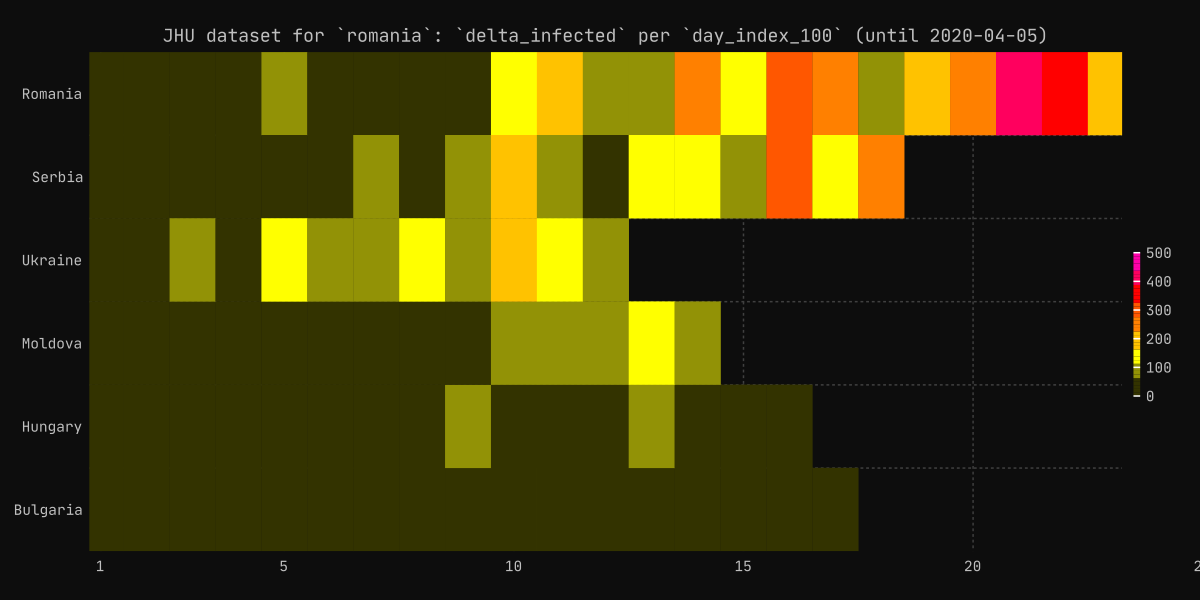 JHU dataset for `romania`: `delta_infected` per `day_index_100` (until 2020-04-05)
Romania
Serbia
Ukraine
Moldova
Hungary
Bulgaria
500
400
300
200
100
0
1 5 10 15 20 2